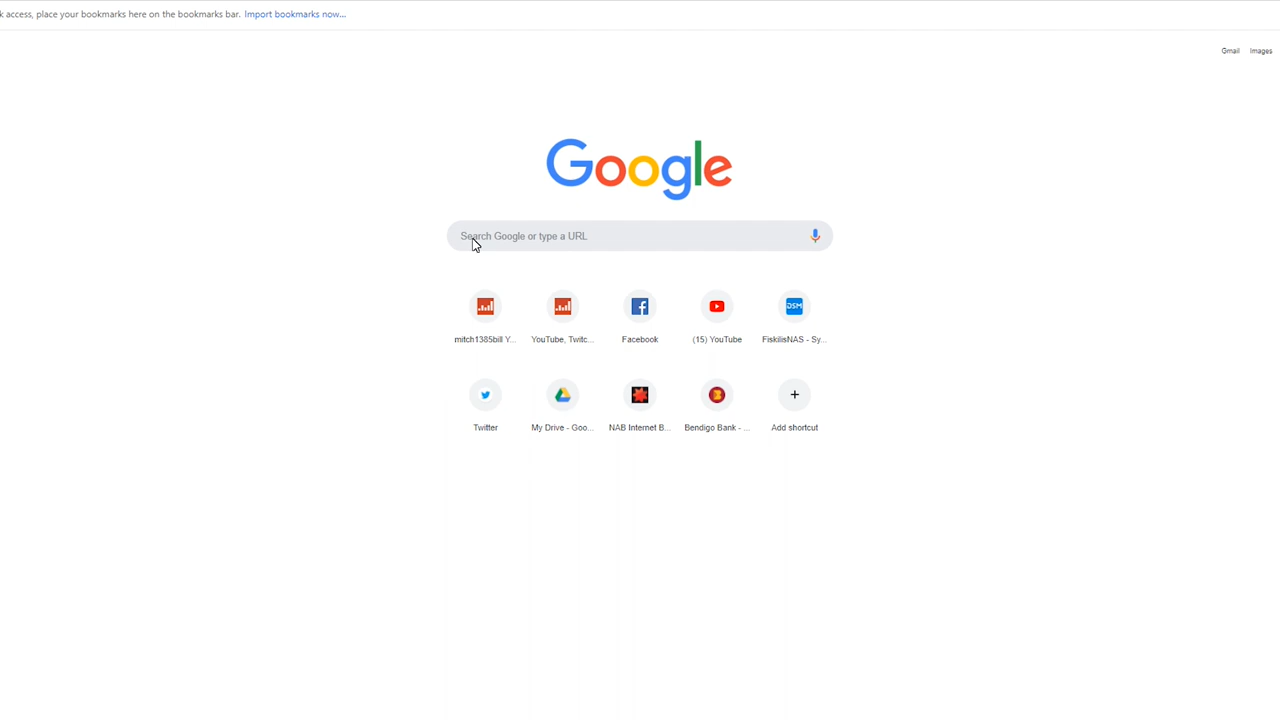 k access, place your bookmarks here on the bookmarks bar. Import bookmarks now...
Gmail Images
Google
Search Google or type a URL
mitch1385bill Y... YouTube, Twitc... Facebook (15) YouTube FiskilisNAS - Sy...
Twitter My Drive - Goo... NAB Internet B... Bendigo Bank - ... Add shortcut